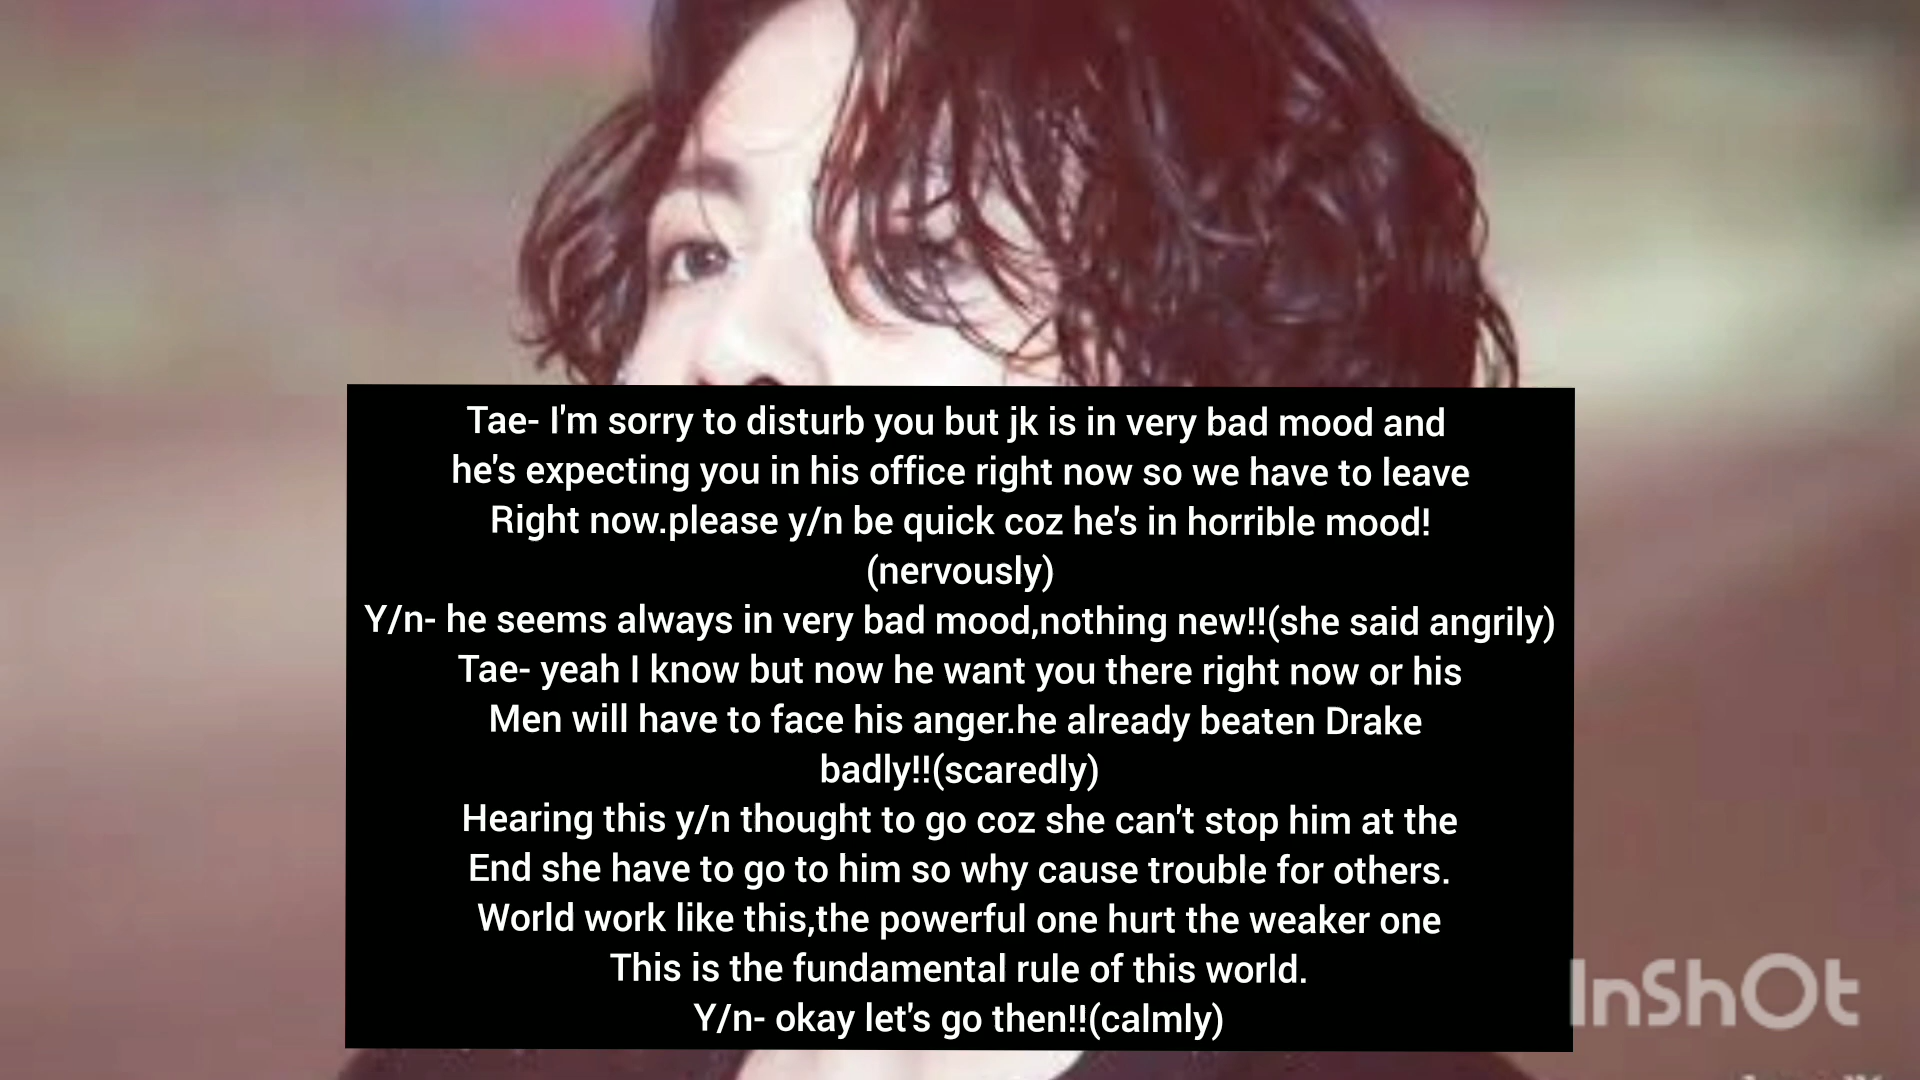 Tae- I'm sorry to disturb you but jk is in very bad mood and
he's expecting you in his office right now so we have to leave
Right now.please y/n be quick coz he's in horrible mood!
(nervously)
Y/n- he seems always in very bad mood,nothing new!!(she said angrily)
Tae- yeah I know but now he want you there right now or his
Men will have to face his anger.he already beaten Drake
badly!!(scaredly)
Hearing this y/n thought to go coz she can't stop him at the
End she have to go to him so why cause trouble for others.
World work like this,the powerful one hurt the weaker one
This is the fundamental rule of this world.
Y/n- okay let's go then!!(calmly)
InShOt